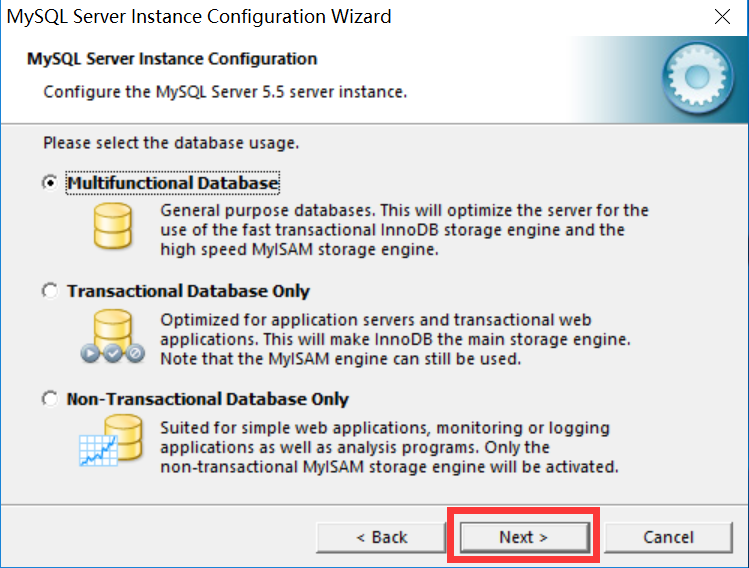 MySQL Server Instance Configuration Wizard
MySQL Server Instance Configuration
Configure the MySQL Server 5.5 server instance.
Please select the database usage.
Multifunctional Database
General purpose databases. This will optimize the server for the
use of the fast transactional InnoDB storage engine and the
high speed MyISAM storage engine.
Transactional Database Only
Optimized for application servers and transactional web
applications. This will make InnoDB the main storage engine.
Note that the MyISAM engine can still be used.
Non-Transactional Database Only
Suited for simple web applications, monitoring or logging
applications as well as analysis programs. Only the
non-transactional MyISAM storage engine will be activated.
< Back
Next >
Cancel